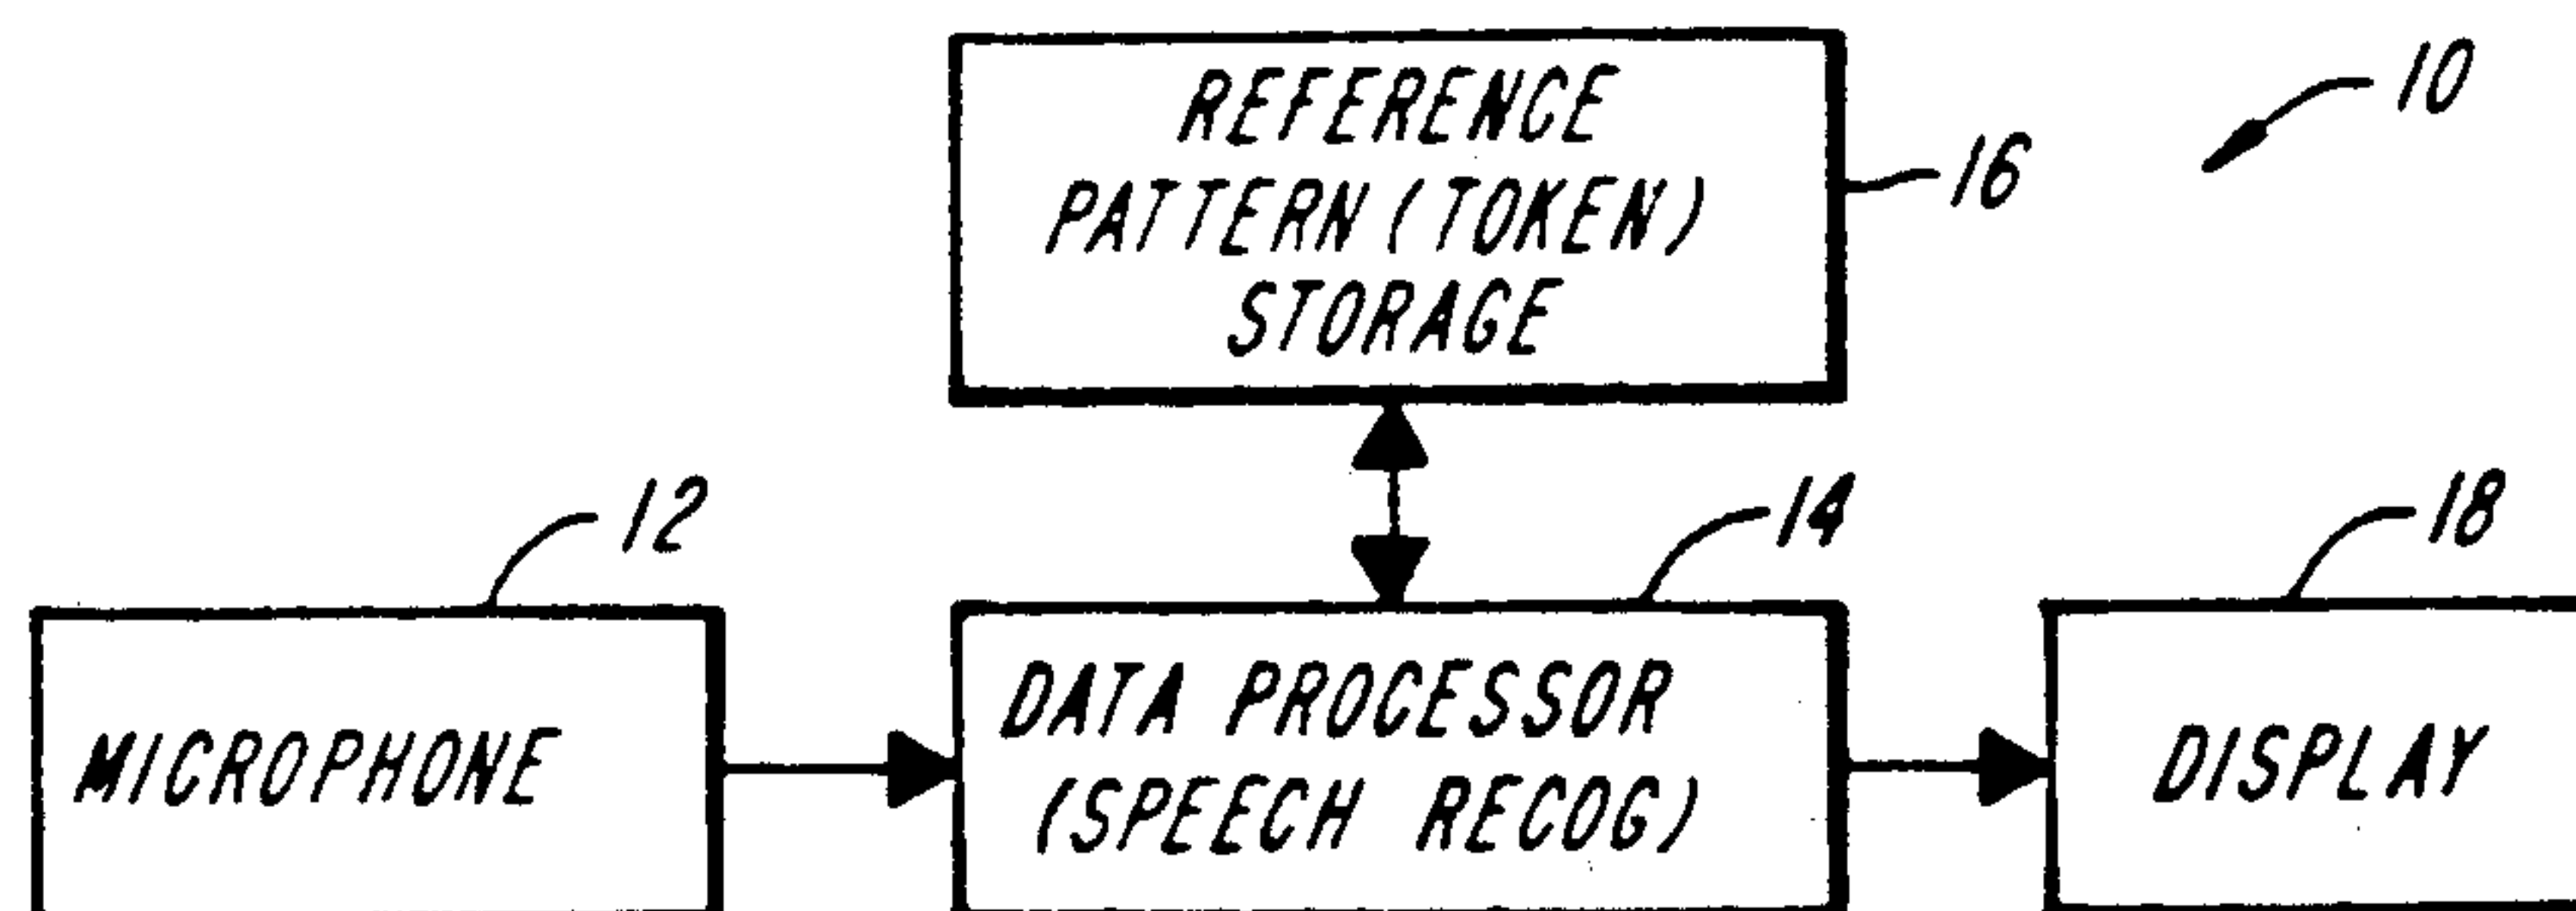 REFERENCE
PATTERN (TOKEN)
STORAGE
10
16
12
14
18
MICROPHONE
DATA PROCESSOR
(SPEECH RECOG)
DISPLAY